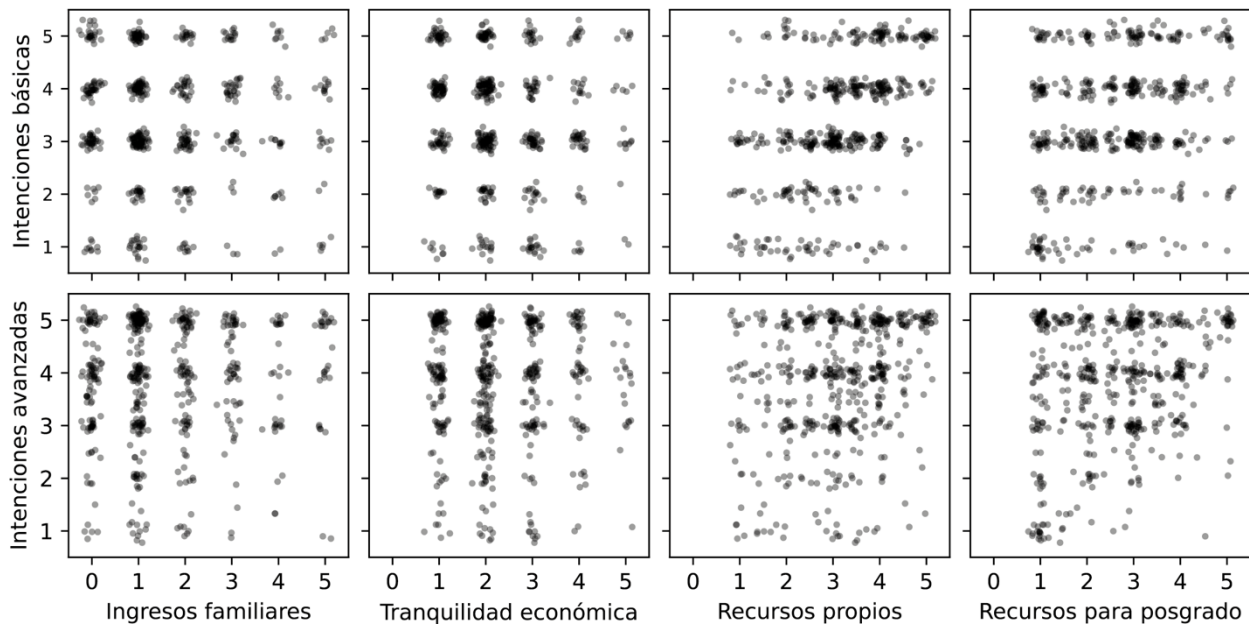 Intenciones básicas
5
4
3
2
1
Intenciones avanzadas
5
4
3
2
1
0 1 2 3 4 5
Ingresos familiares
0 1 2 3 4 5
Tranquilidad económica
0 1 2 3 4 5
Recursos propios
0 1 2 3 4 5
Recursos para posgrado